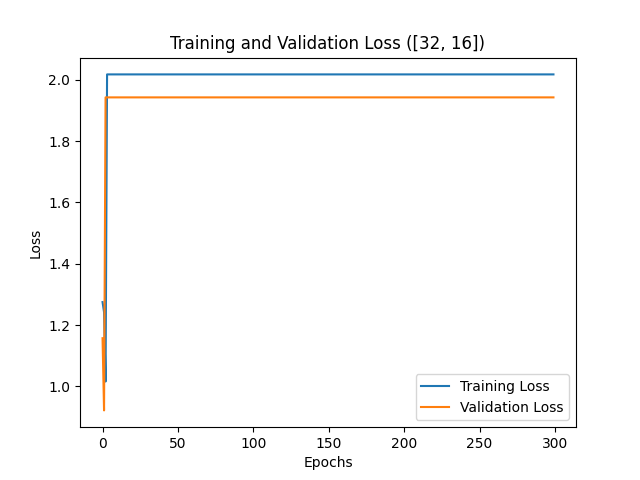 Training and Validation Loss ([32, 16])
2.0
1.8
1.6
1.4
1.2
1.0
Loss
0 50 100 150 200 250 300
Epochs
Training Loss
Validation Loss